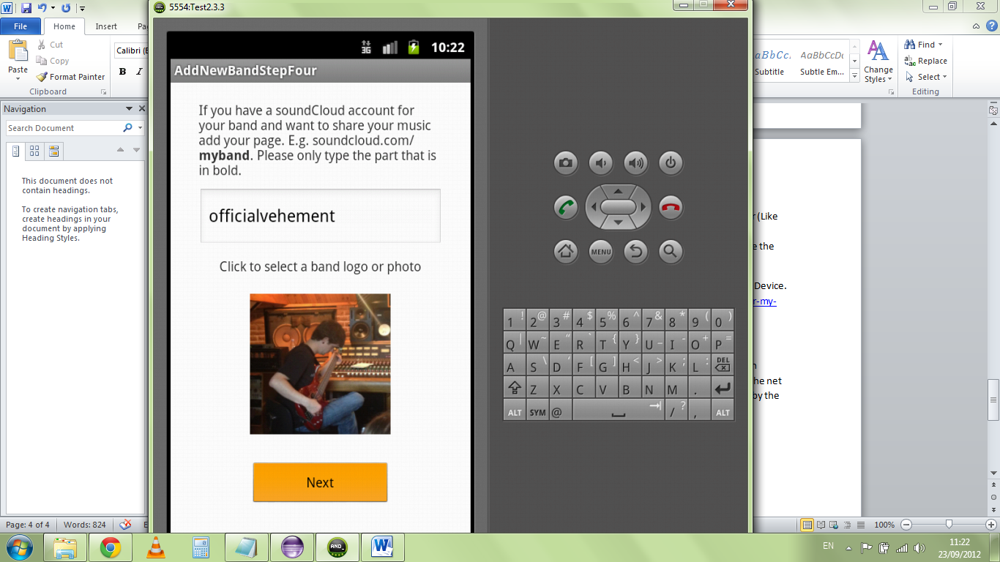 5554:Test2.3.3
File
Home
Insert
Pa
Cut
Copy
Paste
Format Painter
Clipboard
Calibri (B
B
I
Subtitle
AaBbCcDc
Subtle Em...
Change
Styles
Find
Replace
Select
Editing
Navigation
Search Document
This document does not
contain headings.
To create navigation tabs,
create headings in your
document by applying
Heading Styles.
3G
10:22
AddNewBandStepFour
If you have a soundCloud account for
your band and want to share your music
add your page. E.g. soundcloud.com/
myband. Please only type the part that is
in bold.
officialvehement
Click to select a band logo or photo
Next
MENU
1 ! 2 @ 3 # 4 $ 5 % 6 ^ 7 & 8 * 9 ( 0 )
Q | W ~ E “ R ` T { Y } U _ I - O + P =
A S \ D ‘ F [ G ] H < J > K ; L : DEL
Z X C V B N M .
ALT SYM @ / ? , ALT
r (Like
e the
Device.
r-my-
n
he net
by the
Page: 4 of 4
Words: 824
100%
AND_
EN
11:22
23/09/2012